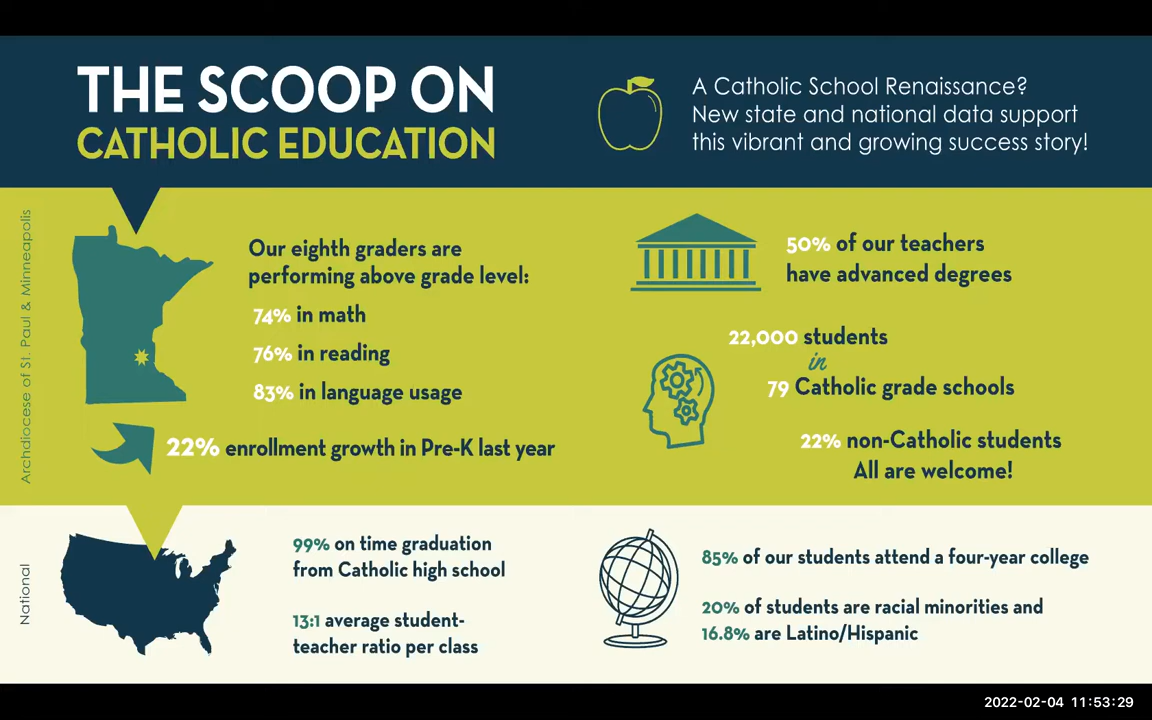 THE SCOOP ON
CATHOLIC EDUCATION
A Catholic School Renaissance?
New state and national data support
this vibrant and growing success story!
Archdiocese of St. Paul & Minneapolis
Our eighth graders are
performing above grade level:
74% in math
76% in reading
83% in language usage
22% enrollment growth in Pre-K last year
50% of our teachers
have advanced degrees
22,000 students
in
79 Catholic grade schools
22% non-Catholic students
All are welcome!
National
99% on time graduation
from Catholic high school
13:1 average student-
teacher ratio per class
85% of our students attend a four-year college
20% of students are racial minorities and
16.8% are Latino/Hispanic
2022-02-04 11:53:29